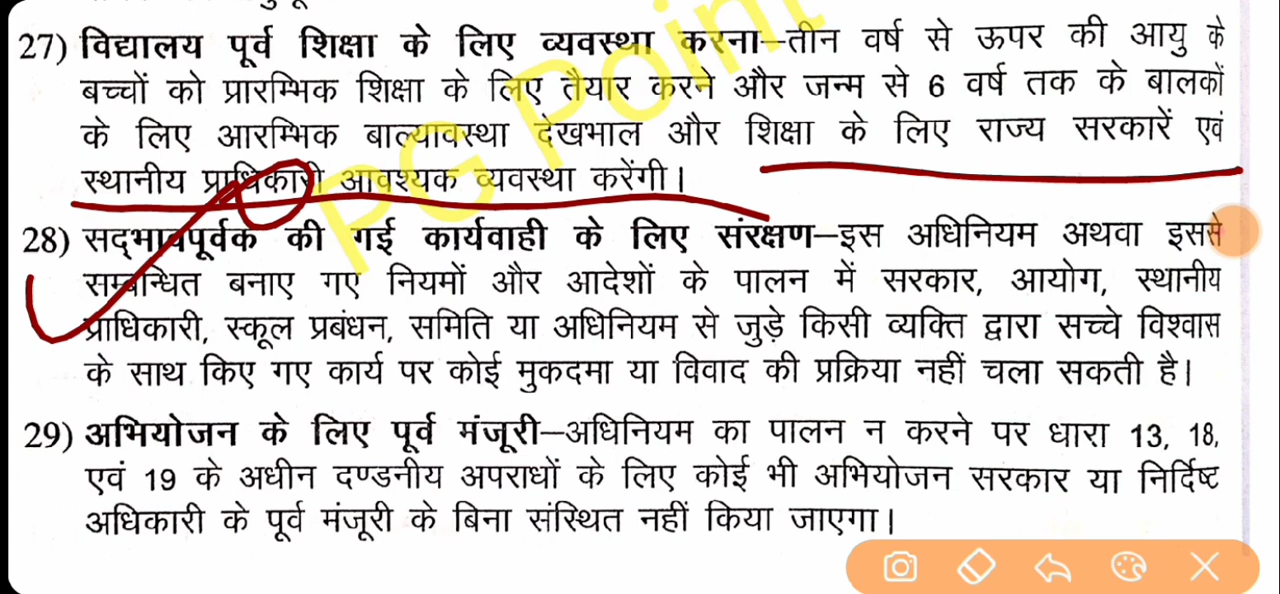 27) विद्यालय पूर्व शिक्षा के लिए व्यवस्था करना–तीन वर्ष से ऊपर की आयु के
बच्चों को प्रारम्भिक शिक्षा के लिए तैयार करने और जन्म से 6 वर्ष तक के बालकों
के लिए आरम्भिक बाल्यावस्था देखभाल और शिक्षा के लिए राज्य सरकारें एवं
स्थानीय प्राधिकारी आवश्यक व्यवस्था करेंगी।
28) सद्भावपूर्वक की गई कार्यवाही के लिए संरक्षण–इस अधिनियम अथवा इससे
सम्बन्धित बनाए गए नियमों और आदेशों के पालन में सरकार, आयोग, स्थानीय
प्राधिकारी, स्कूल प्रबंधन, समिति या अधिनियम से जुड़े किसी व्यक्ति द्वारा सच्चे विश्वास
के साथ किए गए कार्य पर कोई मुकदमा या विवाद की प्रक्रिया नहीं चला सकती है।
29) अभियोजन के लिए पूर्व मंजूरी–अधिनियम का पालन न करने पर धारा 13, 18,
एवं 19 के अधीन दण्डनीय अपराधों के लिए कोई भी अभियोजन सरकार या निर्दिष्ट
अधिकारी के पूर्व मंजूरी के बिना संस्थित नहीं किया जाएगा।
PG Point